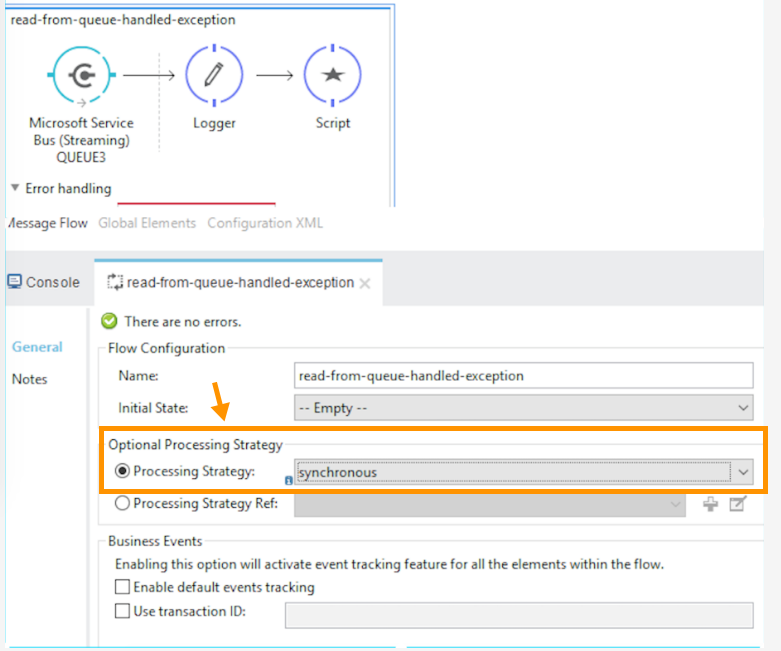 read-from-queue-handled-exception
Microsoft Service
Bus (Streaming)
QUEUE3
Logger
Script
Error handling
Message Flow Global Elements Configuration XML
Console
read-from-queue-handled-exception
There are no errors.
General
Notes
Flow Configuration
Name: read-from-queue-handled-exception
Initial State: -- Empty --
Optional Processing Strategy
Processing Strategy: synchronous
Processing Strategy Ref:
Business Events
Enabling this option will activate event tracking feature for all the elements within the flow.
Enable default events tracking
Use transaction ID: